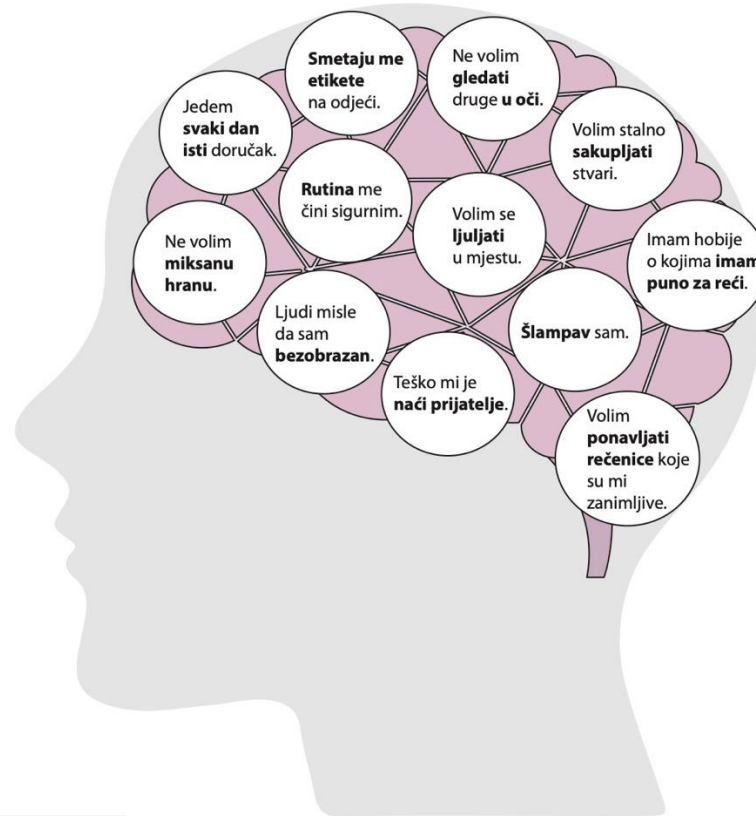 Smetaju me
etikete
na odjeći.
Ne volim
gledati
druge u oči.
Jedem
svaki dan
isti doručak.
Volim stalno
sakupljati
stvari.
Rutina me
čini sigurnim.
Volim se
ljuljati
u mjestu.
Ne volim
miksanu
hranu.
Imam hobije
o kojima imam
puno za reći.
Ljudi misle
da sam
bezobrazan.
Šlampav sam.
Teško mi je
naći prijatelje.
Volim
ponavljati
rečenice koje
su mi
zanimljive.